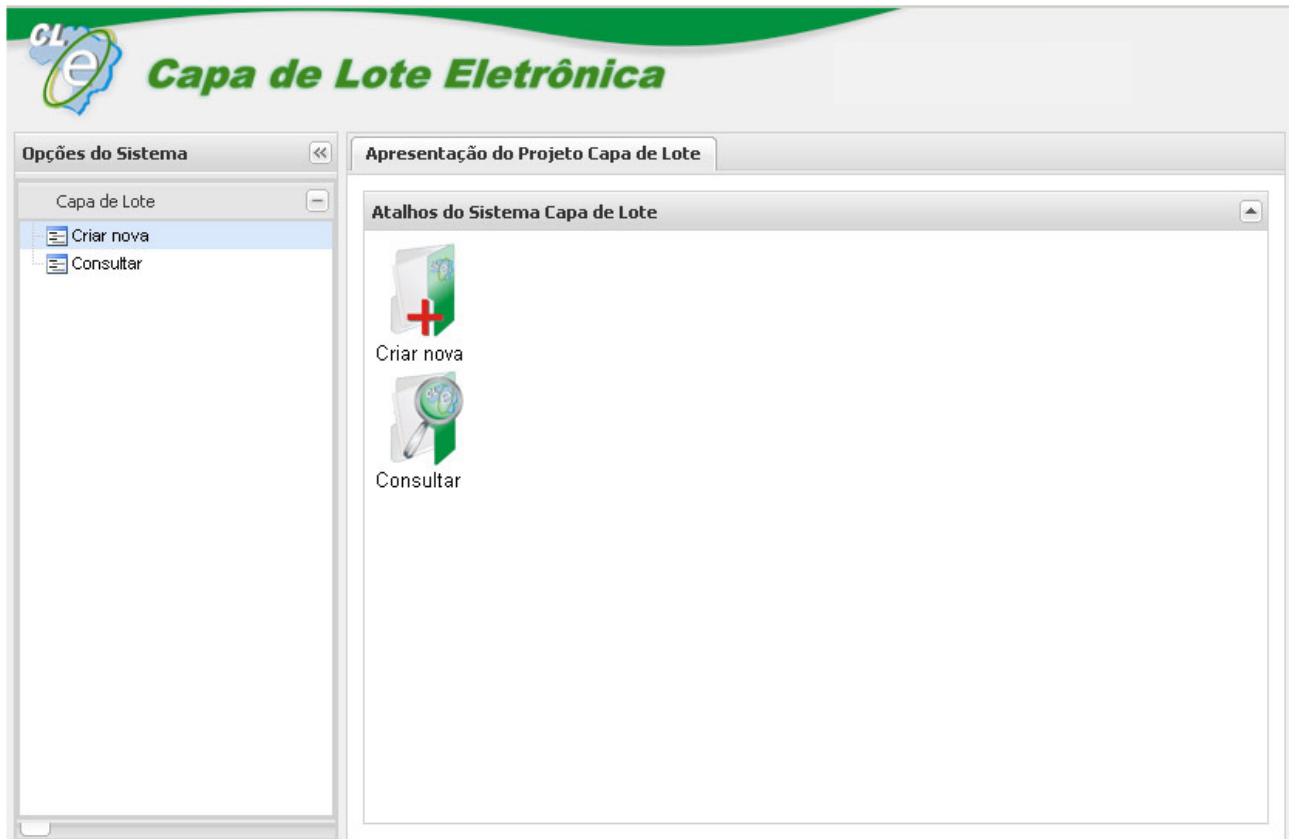 CL
e
Capa de Lote Eletrônica
Opções do Sistema
Capa de Lote
Criar nova
Consultar
Apresentação do Projeto Capa de Lote
Atalhos do Sistema Capa de Lote
Criar nova
Consultar